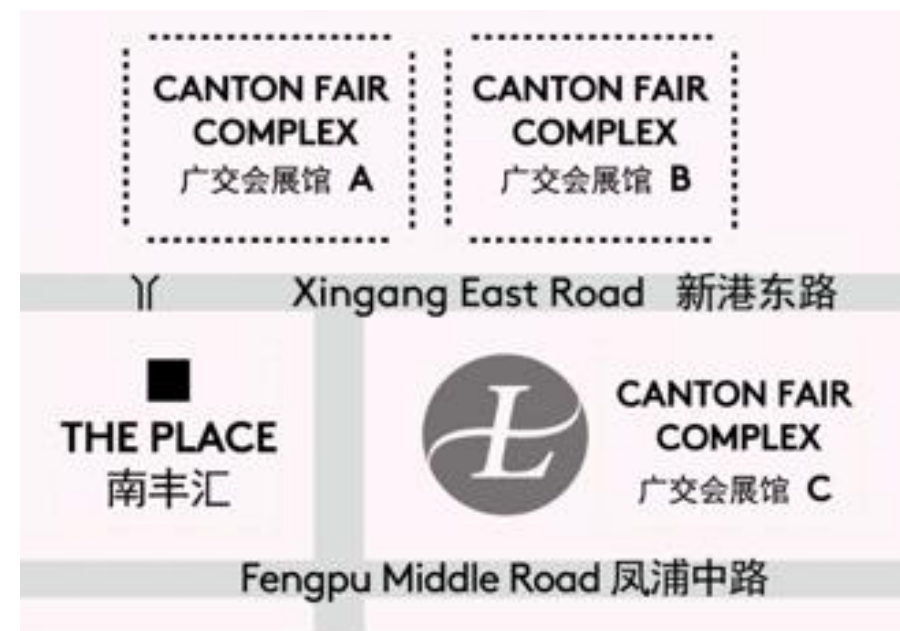 CANTON FAIR
COMPLEX
广交会展馆 A
CANTON FAIR
COMPLEX
广交会展馆 B
Xingang East Road 新港东路
THE PLACE
南丰汇
L
CANTON FAIR
COMPLEX
广交会展馆 C
Fengpu Middle Road 凤浦中路